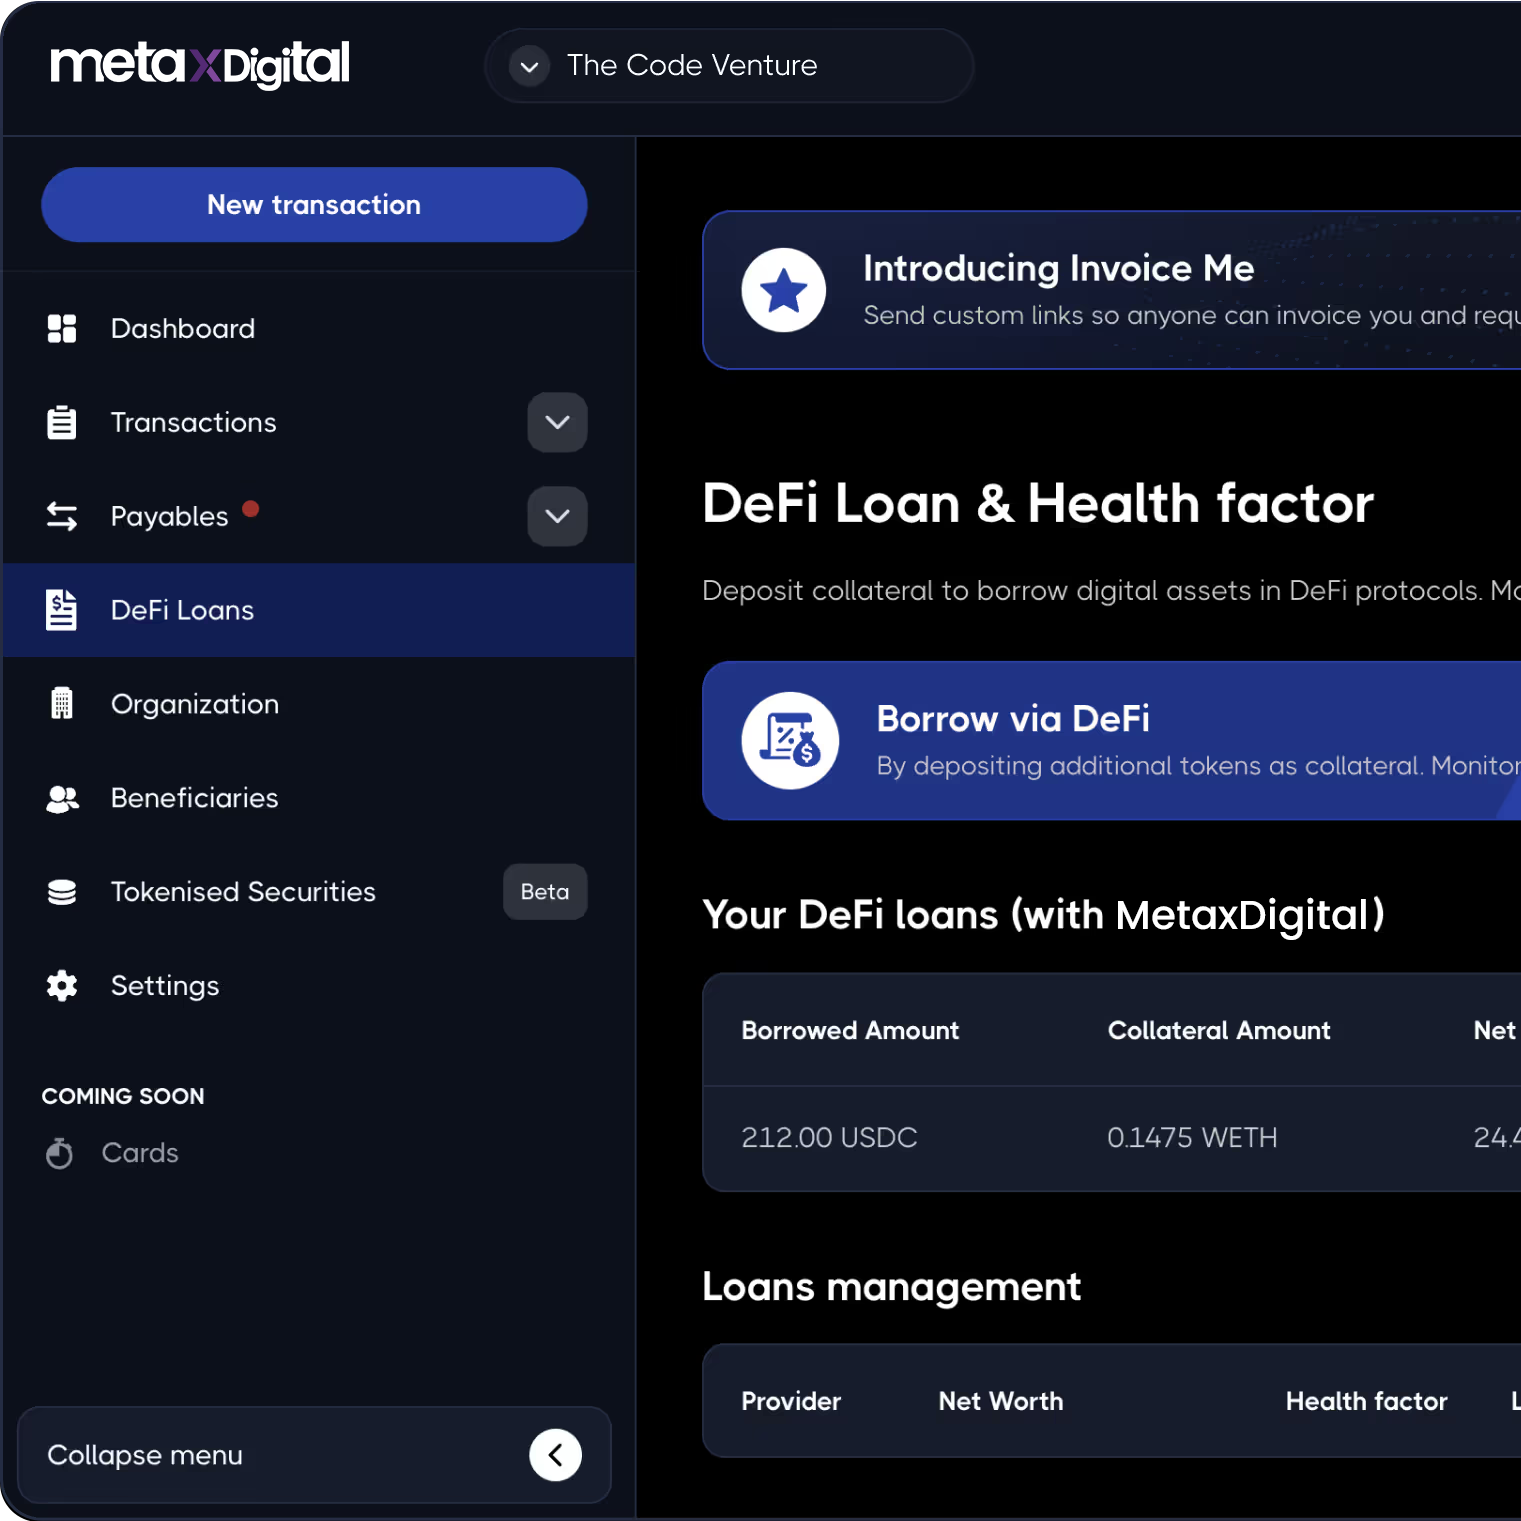 metaxDigital
The Code Venture
New transaction
Dashboard
Transactions
Payables
DeFi Loans
Organization
Beneficiaries
Tokenised Securities
Beta
Settings
COMING SOON
Cards
Collapse menu
Introducing Invoice Me
Send custom links so anyone can invoice you and
DeFi Loan & Health factor
Deposit collateral to borrow digital assets in DeFi protocols.
Borrow via DeFi
By depositing additional tokens as collateral. Monitor
Your DeFi loans (with MetaxDigital)
Borrowed Amount Collateral Amount Net
212.00 USDC 0.1475 WETH
Loans management
Provider Net Worth Health factor